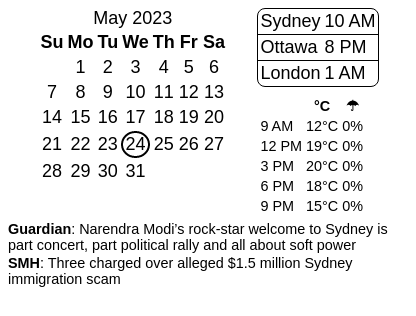 May 2023
Su Mo Tu We Th Fr Sa
1 2 3 4 5 6
7 8 9 10 11 12 13
14 15 16 17 18 19 20
21 22 23 24 25 26 27
28 29 30 31
Sydney 10 AM
Ottawa 8 PM
London 1 AM
°C ☂
9 AM 12°C 0%
12 PM 19°C 0%
3 PM 20°C 0%
6 PM 18°C 0%
9 PM 15°C 0%
Guardian: Narendra Modi’s rock-star welcome to Sydney is
part concert, part political rally and all about soft power
SMH: Three charged over alleged $1.5 million Sydney
immigration scam